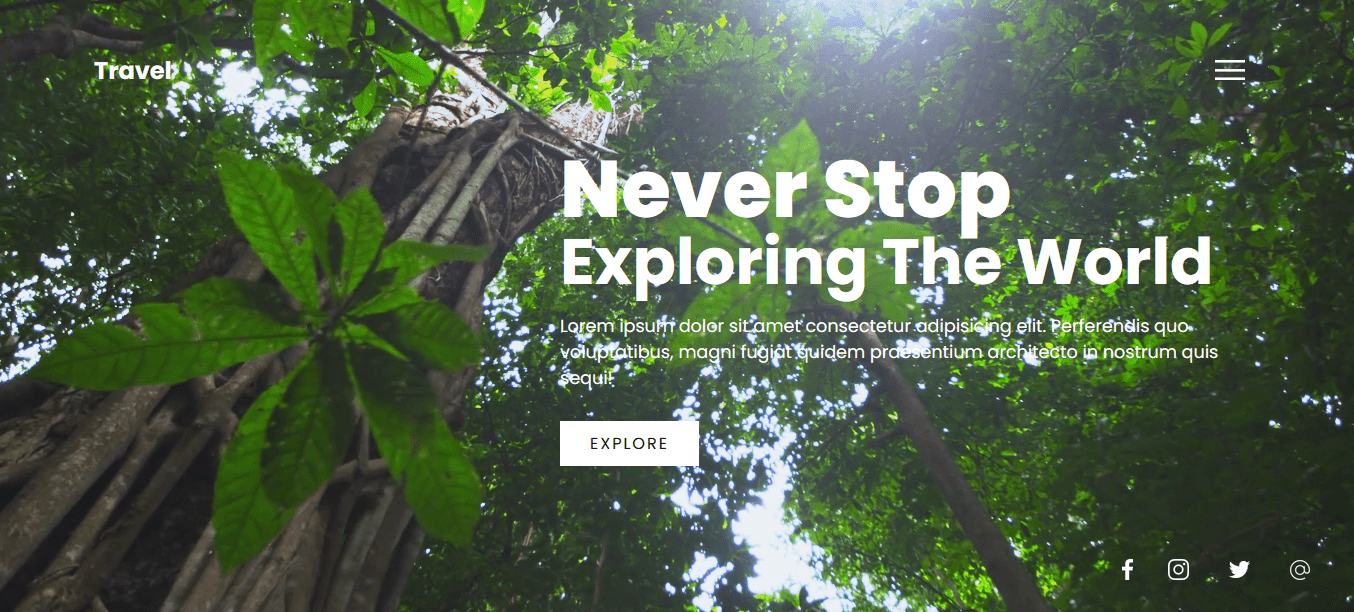 Travel
Never Stop
Exploring The World
Lorem ipsum dolor sit amet consectetur adipisicing elit. Perferendis quo
voluptatibus, magni fugiat quidem praesentium architecto in nostrum quis
sequi!
EXPLORE